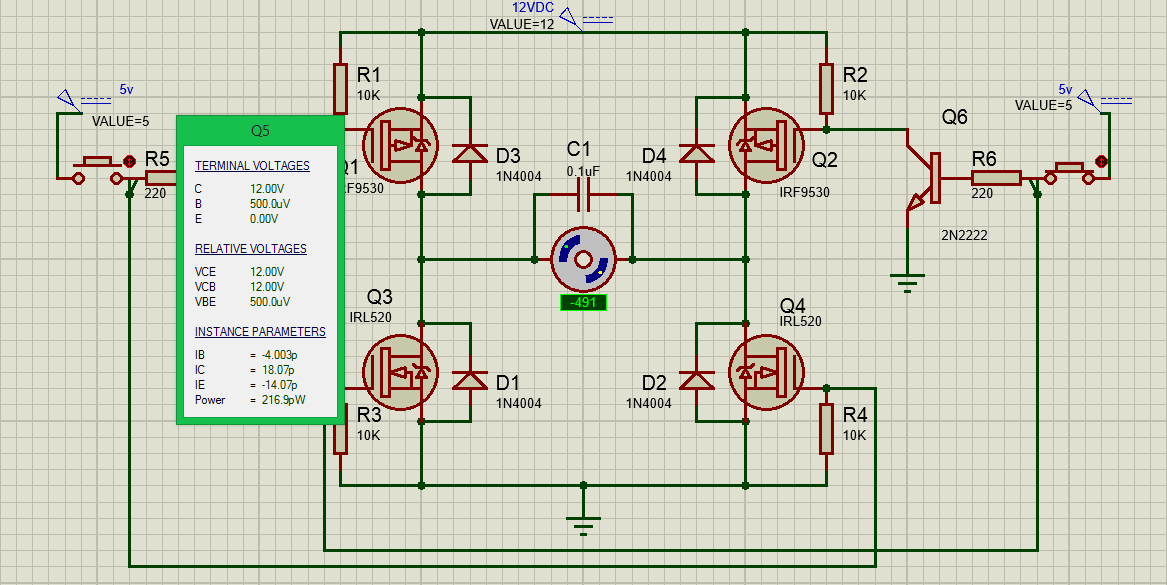 12VDC
VALUE=12
5v
VALUE=5
R5
220
Q5
TERMINAL VOLTAGES
C 12.00V
B 500.0uV
E 0.00V
RELATIVE VOLTAGES
VCE 12.00V
VCB 12.00V
VBE 500.0uV
INSTANCE PARAMETERS
IB = -4.003p
IC = 18.07p
IE = -14.07p
Power = 216.9pW
R1
10K
Q1
IRF9530
D3
1N4004
C1
0.1uF
D4
1N4004
R2
10K
Q2
IRF9530
Q6
2N2222
R6
220
5v
VALUE=5
-491
Q3
IRL520
D1
1N4004
D2
1N4004
Q4
IRL520
R3
10K
R4
10K